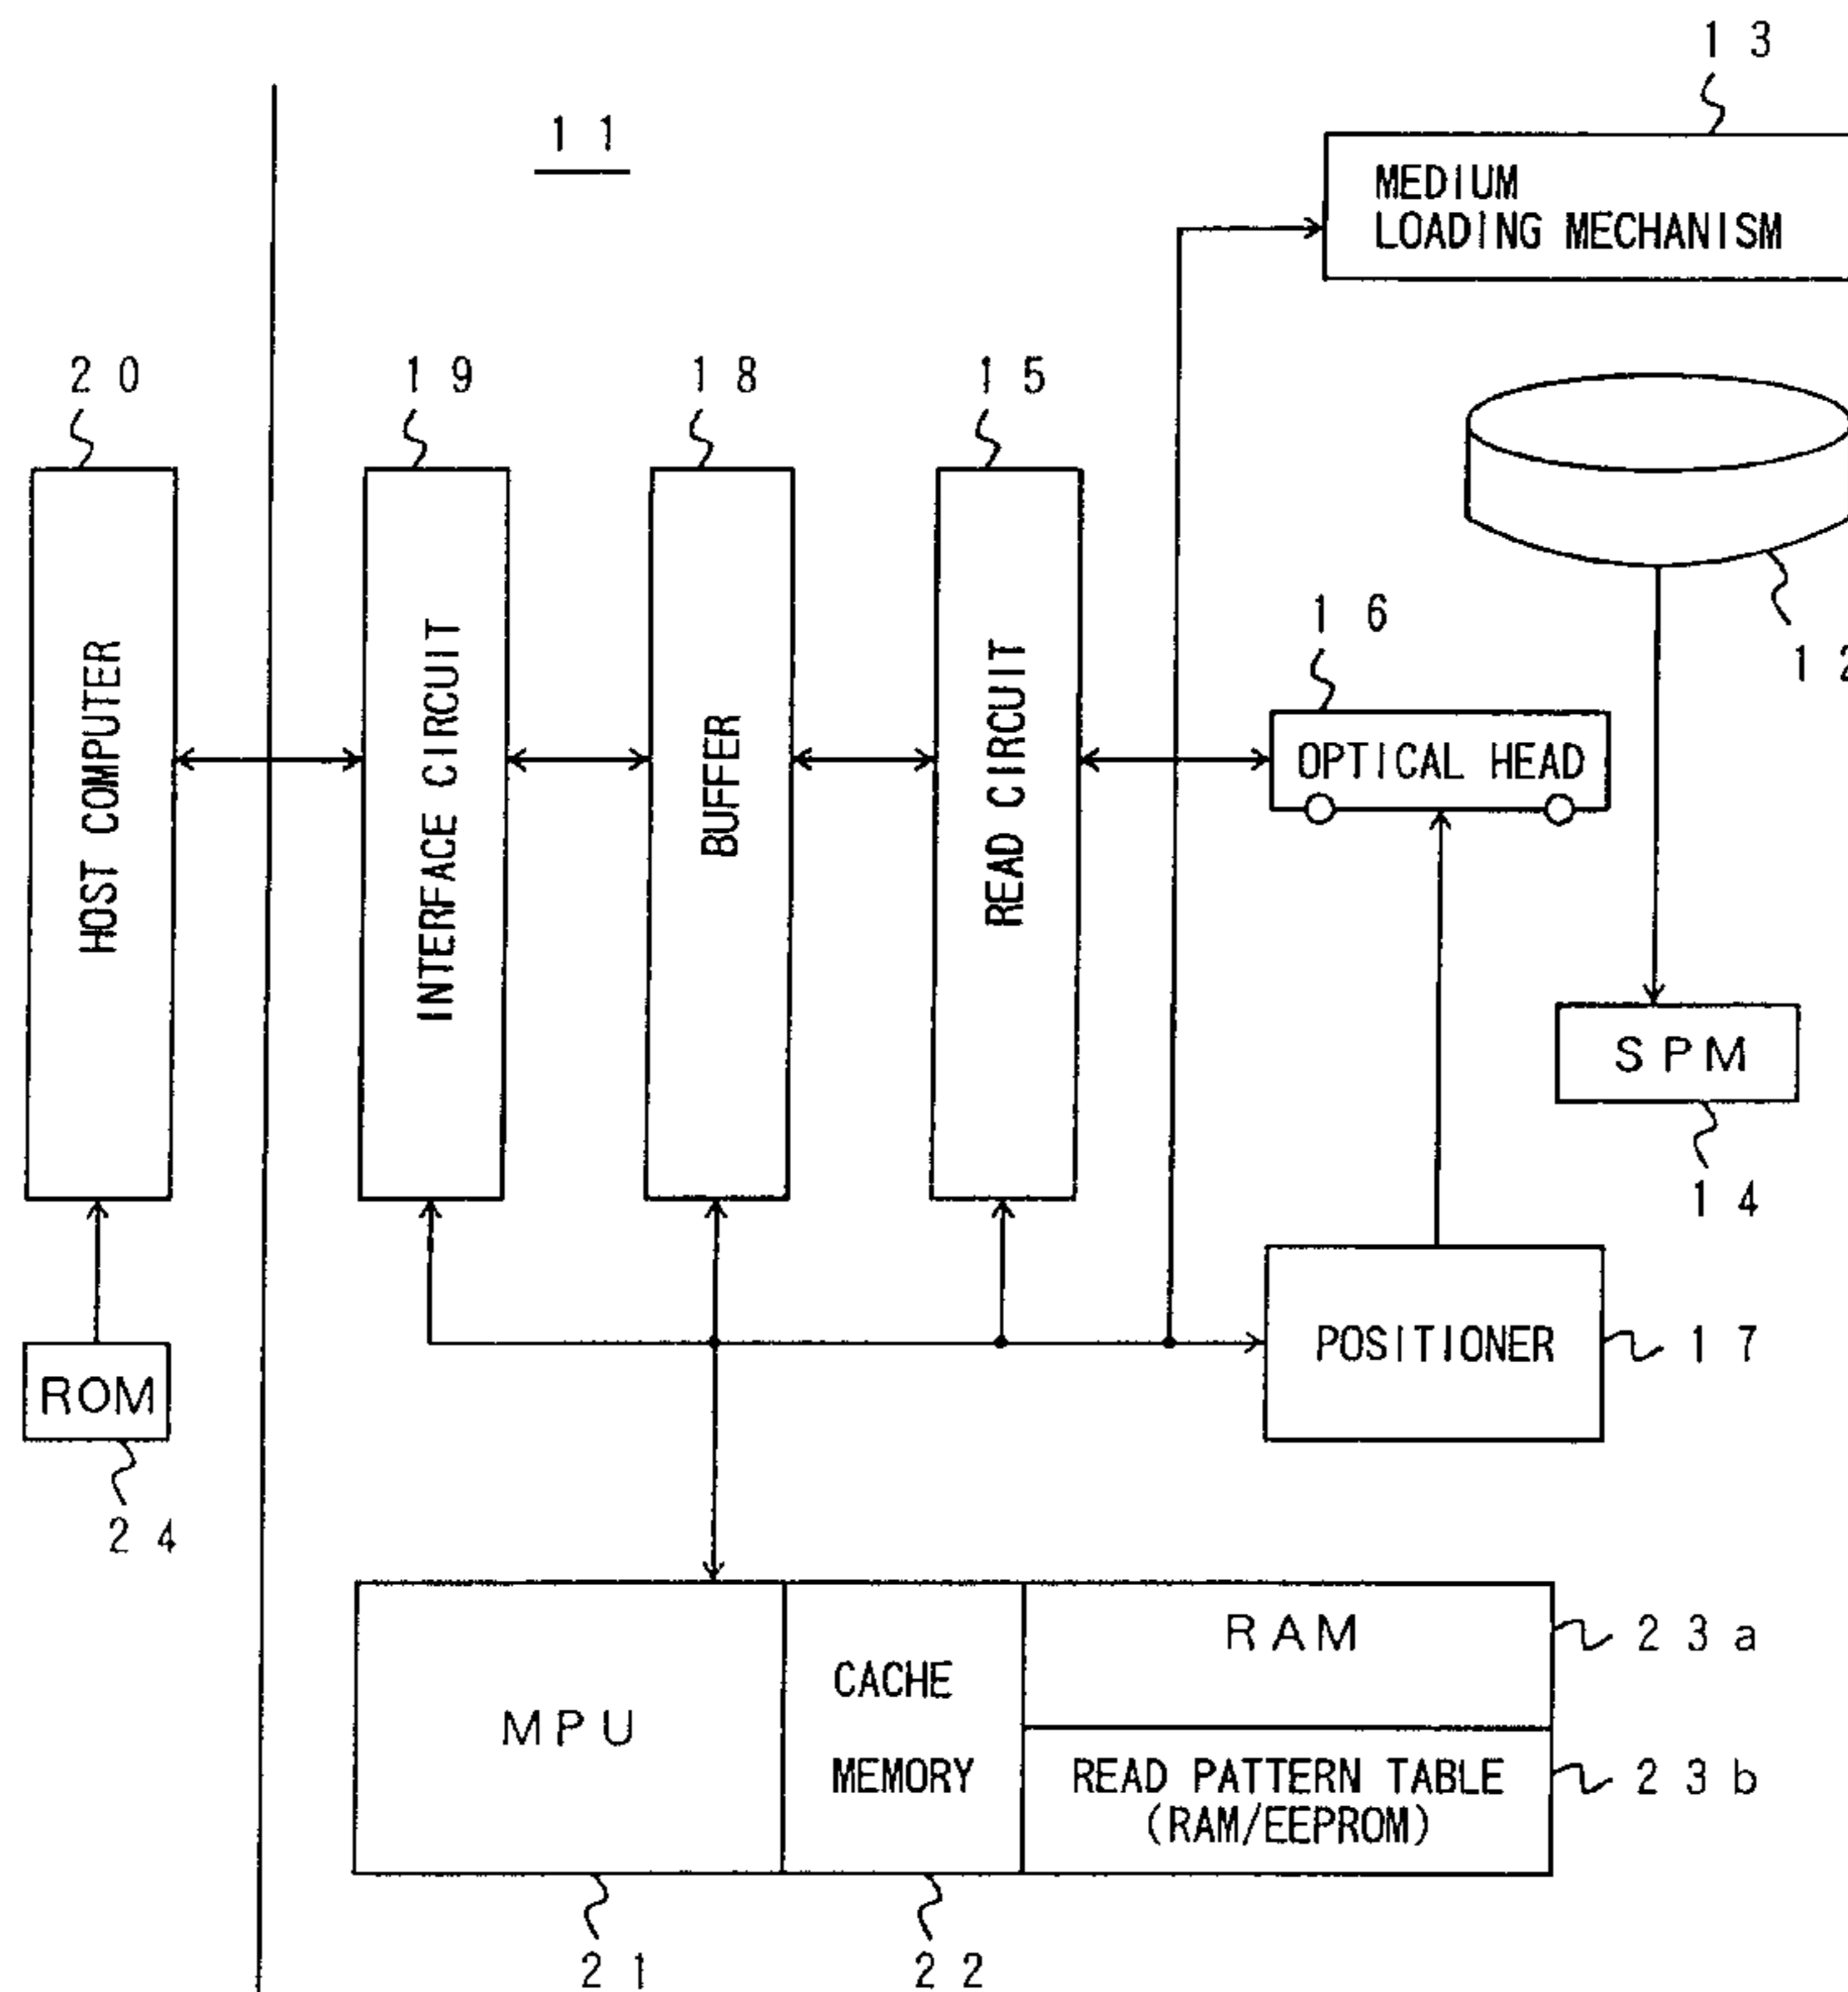 13
11
MEDIUM
LOADING MECHANISM
20
19
18
15
16
12
HOST COMPUTER
INTERFACE CIRCUIT
BUFFER
READ CIRCUIT
OPTICAL HEAD
SPM
14
POSITIONER
17
ROM
24
MPU
CACHE
MEMORY
RAM
23a
READ PATTERN TABLE
(RAM/EEPROM)
23b
21
22